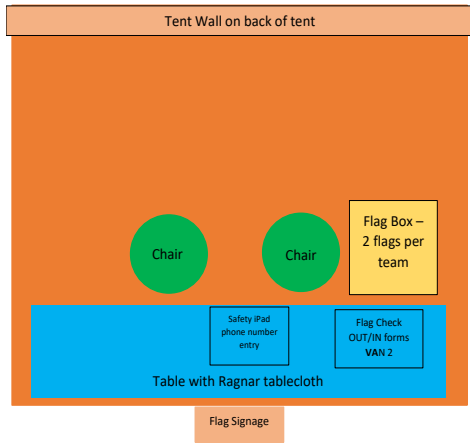 Tent Wall on back of tent
Flag Box –
2 flags per
team
Chair
Chair
Safety iPad
phone number
entry
Flag Check
OUT/IN forms
VAN 2
Table with Ragnar tablecloth
Flag Signage